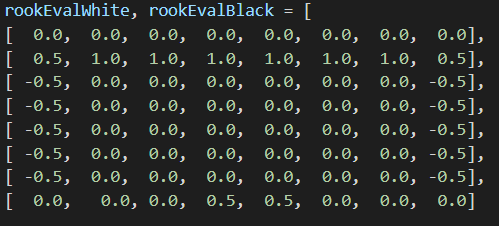 rookEvalWhite, rookEvalBlack = [
[  0.0,  0.0,  0.0,  0.0,  0.0,  0.0,  0.0,  0.0],
[  0.5,  1.0,  1.0,  1.0,  1.0,  1.0,  1.0,  0.5],
[ -0.5,  0.0,  0.0,  0.0,  0.0,  0.0,  0.0, -0.5],
[ -0.5,  0.0,  0.0,  0.0,  0.0,  0.0,  0.0, -0.5],
[ -0.5,  0.0,  0.0,  0.0,  0.0,  0.0,  0.0, -0.5],
[ -0.5,  0.0,  0.0,  0.0,  0.0,  0.0,  0.0, -0.5],
[ -0.5,  0.0,  0.0,  0.0,  0.0,  0.0,  0.0, -0.5],
[  0.0,   0.0, 0.0,  0.5,  0.5,  0.0,  0.0,  0.0]